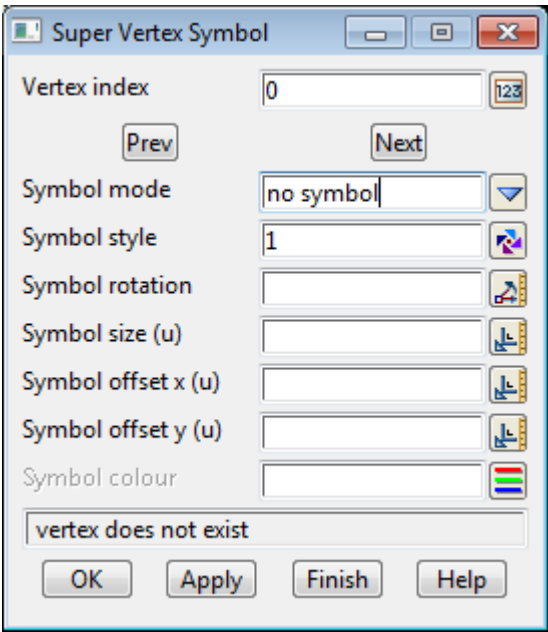 Super Vertex Symbol
Vertex index 0 123
Prev Next
Symbol mode no symbol
Symbol style 1
Symbol rotation
Symbol size (u)
Symbol offset x (u)
Symbol offset y (u)
Symbol colour
vertex does not exist
OK Apply Finish Help